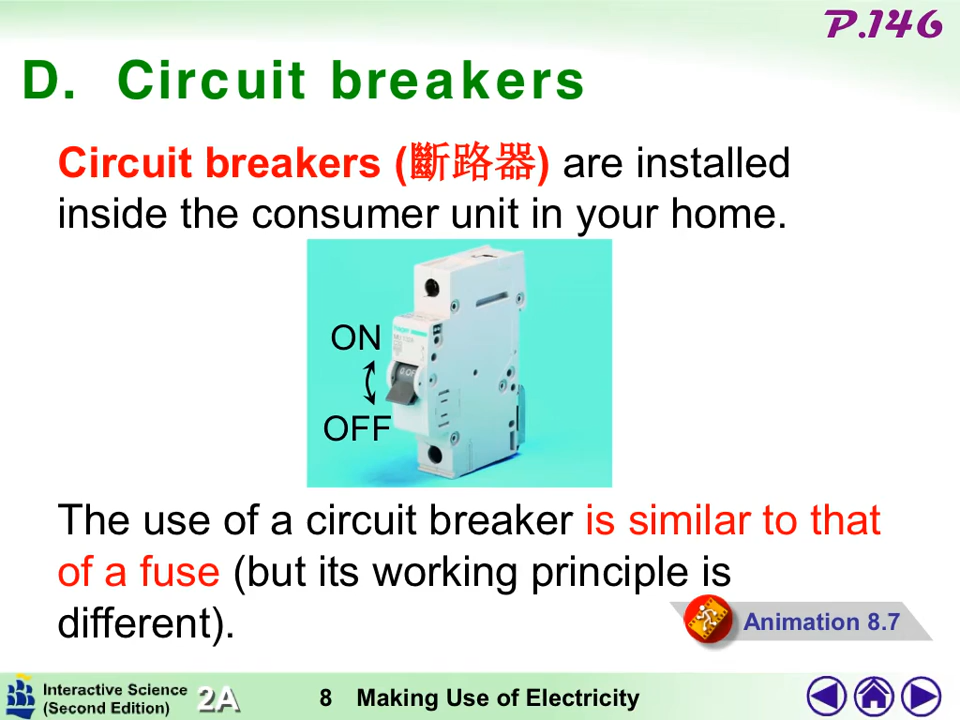 P.146
D. Circuit breakers
Circuit breakers (斷路器) are installed
inside the consumer unit in your home.
ON
OFF
The use of a circuit breaker is similar to that
of a fuse (but its working principle is
different).
Animation 8.7
Interactive Science
(Second Edition)
2A
8 Making Use of Electricity